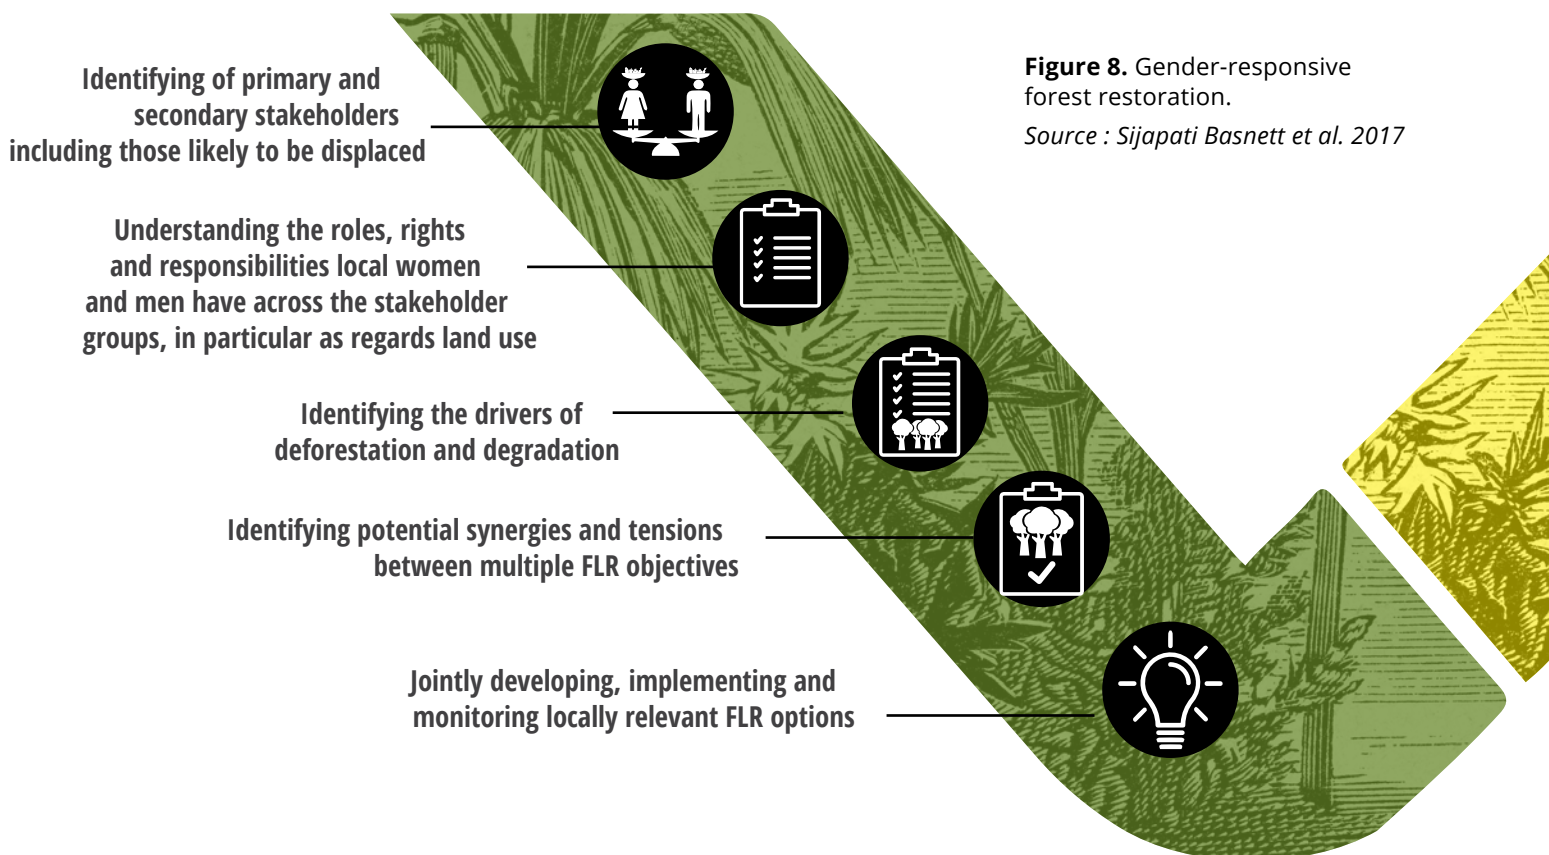 Identifying of primary and
secondary stakeholders
including those likely to be displaced
Understanding the roles, rights
and responsibilities local women
and men have across the stakeholder
groups, in particular as regards land use
Identifying the drivers of
deforestation and degradation
Identifying potential synergies and tensions
between multiple FLR objectives
Jointly developing, implementing and
monitoring locally relevant FLR options
Figure 8. Gender-responsive
forest restoration.
Source : Sijapati Basnett et al. 2017